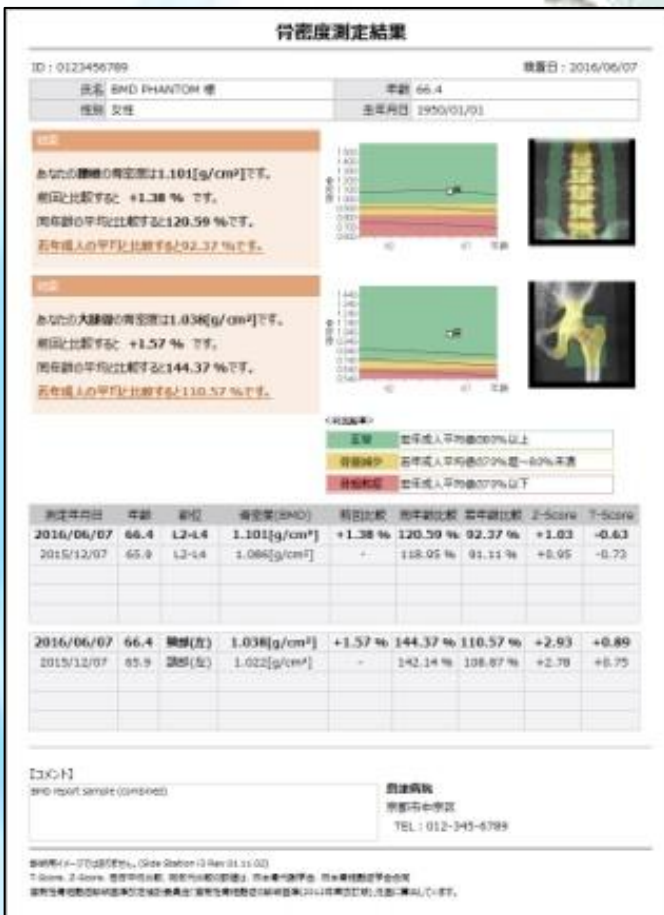 骨密度測定結果
ID : 0123456789
検査日 : 2016/06/07
氏名 BMD PHANTOM 様 年齢 66.4
性別 女性 生年月日 1950/01/01
あなたの腰椎の骨密度は1.101[g/cm²]です。
前回と比較すると +1.38 % です。
同年齢の平均と比較すると120.59 %です。
若年成人の平均と比較すると92.37 %です。
年齢
あなたの大腿骨の骨密度は1.038[g/cm²]です。
前回と比較すると +1.57 % です。
同年齢の平均と比較すると144.37 %です。
若年成人の平均と比較すると110.57 %です。
年齢
正常 若年成人平均値の80%以上
骨量減少 若年成人平均値の70%超~80%未満
骨粗鬆症 若年成人平均値の70%以下
測定年月日 年齢 部位 骨密度(BMD) 前回比較 同年齢比較 若年齢比較 Z-Score T-Score
2016/06/07 66.4 L2-L4 1.101[g/cm²] +1.38 % 120.59 % 92.37 % +1.03 -0.63
2015/12/07 65.9 L2-L4 1.086[g/cm²] - 118.95 % 91.11 % +0.95 -0.73
2016/06/07 66.4 頸部(左) 1.038[g/cm²] +1.57 % 144.37 % 110.57 % +2.93 +0.89
2015/12/07 65.9 頸部(左) 1.022[g/cm²] - 142.14 % 108.87 % +2.78 +0.75
【コメント】
BMD report sample (combined)
島津病院
京都市中京区
TEL : 012-345-6789